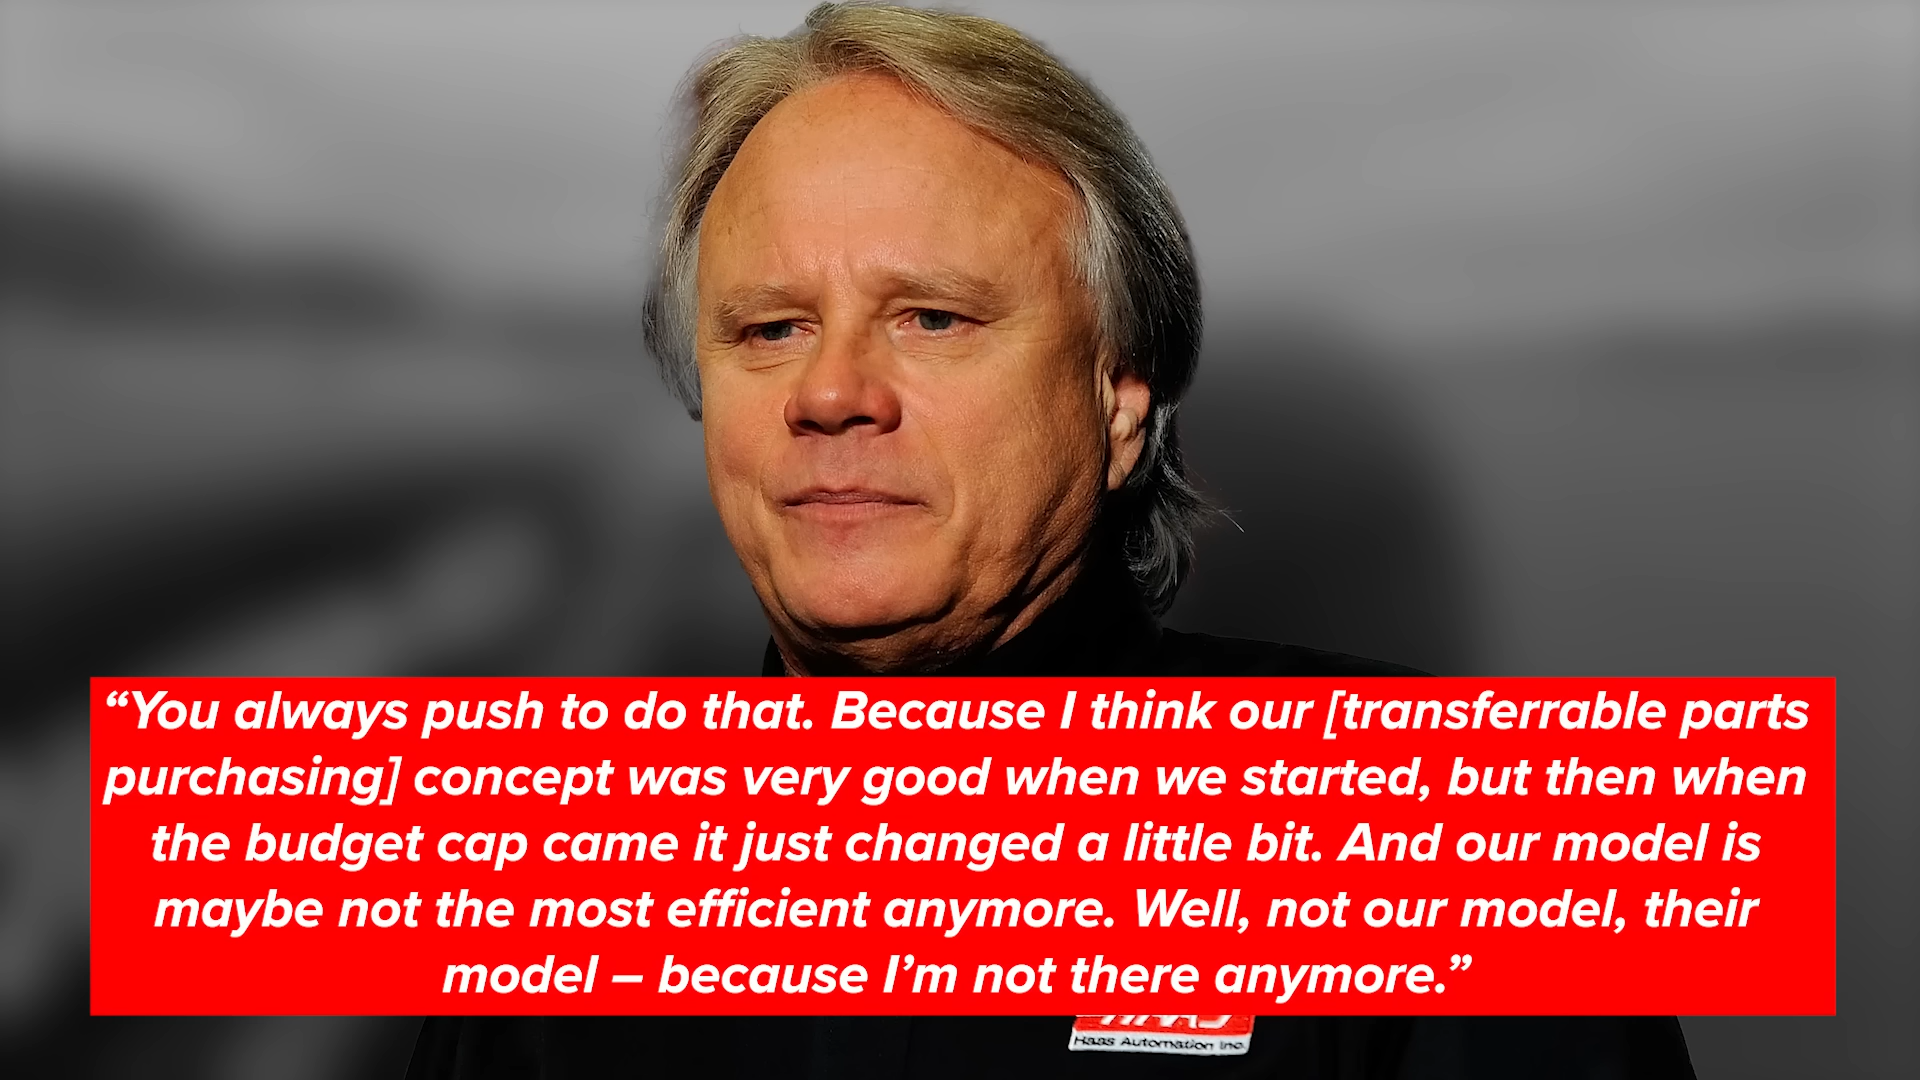 “You always push to do that. Because I think our [transferrable parts
purchasing] concept was very good when we started, but then when
the budget cap came it just changed a little bit. And our model is
maybe not the most efficient anymore. Well, not our model, their
model – because I’m not there anymore.”
Haas Automation Inc.